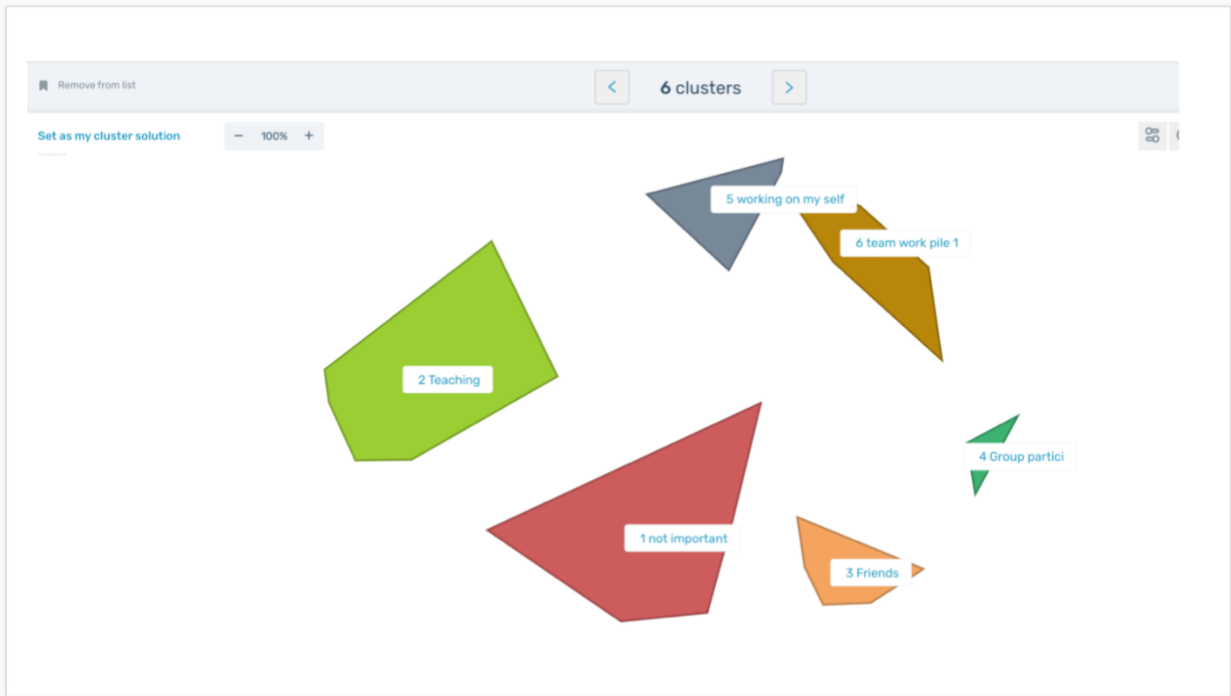 Remove from list
6 clusters
Set as my cluster solution
100%
5 working on my self
6 team work pile 1
2 Teaching
4 Group partici
1 not important
3 Friends